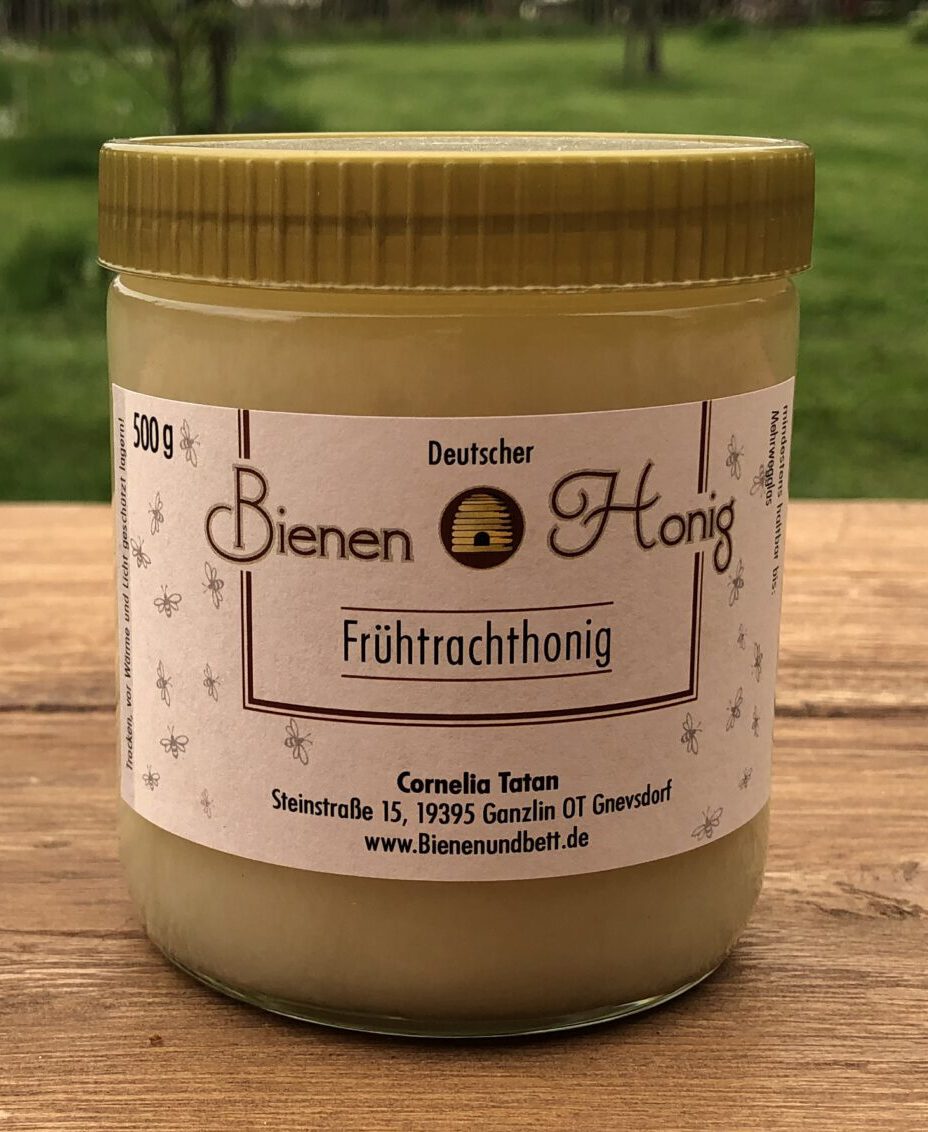 500 g
Trocken, vor Wärme und Licht geschützt lagern!
Deutscher
Bienen Honig
Frühtrachthonig
Cornelia Tatan
Steinstraße 15, 19395 Ganzlin OT Gnevsdorf
www.Bienenundbett.de
mindestens haltbar bis:
Mehrwegglas